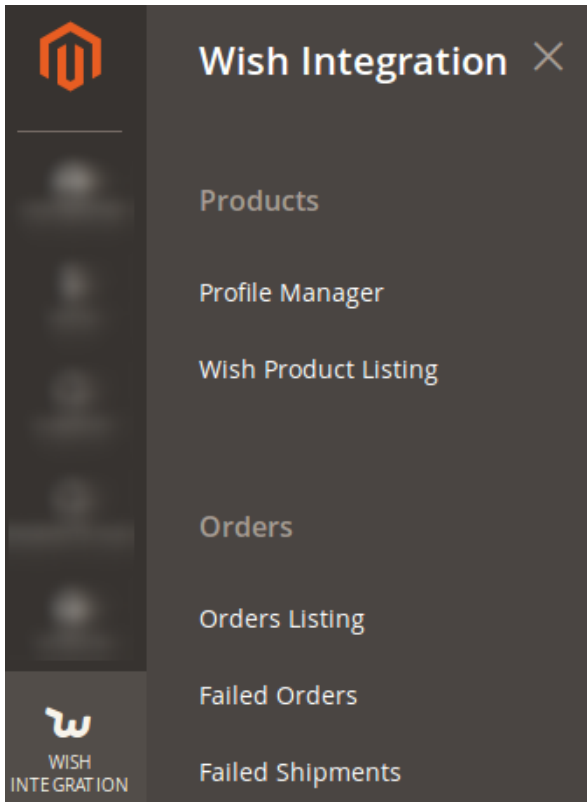 Wish Integration
Products
Profile Manager
Wish Product Listing
Orders
Orders Listing
Failed Orders
Failed Shipments
WISH
INTEGRATION